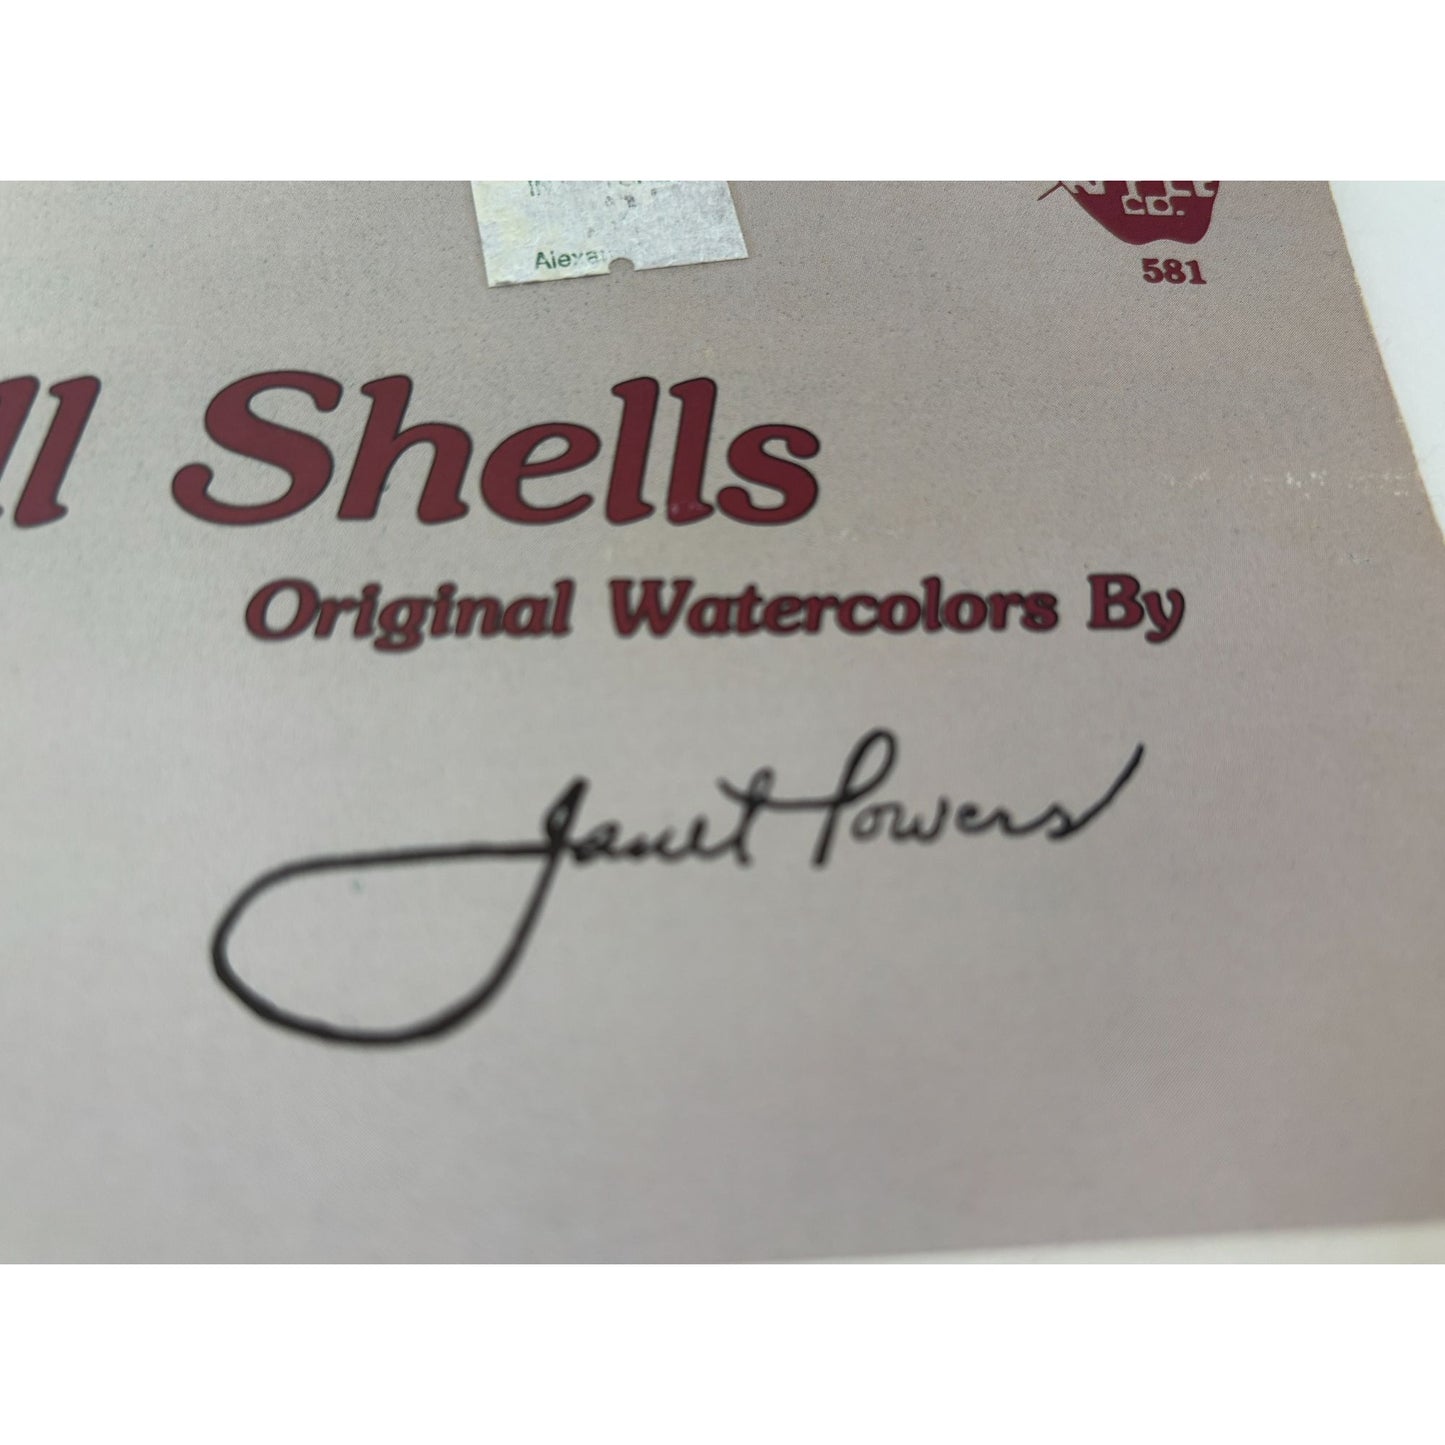 CO.
581
ll Shells
Original Watercolors By
Janet Powers